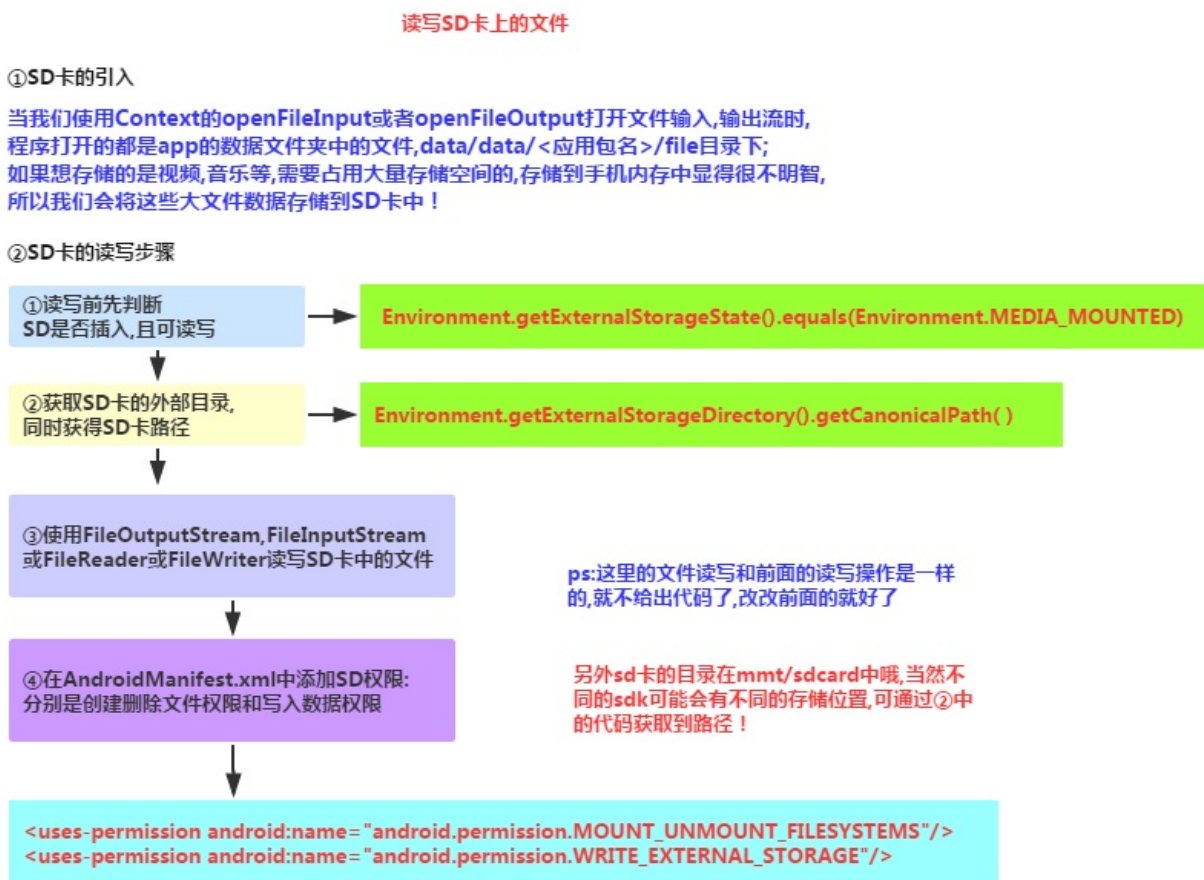 读写SD卡上的文件
①SD卡的引入
当我们使用Context的openFileInput或者openFileOutput打开文件输入,输出流时,
程序打开的都是app的数据文件夹中的文件,data/data/<应用包名>/file目录下;
如果想存储的是视频,音乐等,需要占用大量存储空间的,存储到手机内存中显得很不明智,
所以我们会将这些大文件数据存储到SD卡中！
②SD卡的读写步骤
①读写前先判断
SD是否插入,且可读写
Environment.getExternalStorageState().equals(Environment.MEDIA_MOUNTED)
②获取SD卡的外部目录,
同时获得SD卡路径
Environment.getExternalStorageDirectory().getCanonicalPath( )
③使用FileOutputStream,FileInputStream
或FileReader或FileWriter读写SD卡中的文件
ps:这里的文件读写和前面的读写操作是一样
的,就不给出代码了,改改前面的就好了
④在AndroidManifest.xml中添加SD权限:
分别是创建删除文件权限和写入数据权限
另外sd卡的目录在mmt/sdcard中哦,当然不
同的sdk可能会有不同的存储位置,可通过②中
的代码获取到路径！
<uses-permission android:name="android.permission.MOUNT_UNMOUNT_FILESYSTEMS"/>
<uses-permission android:name="android.permission.WRITE_EXTERNAL_STORAGE"/>